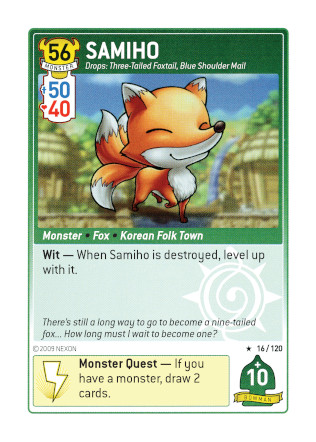 56
MONSTER
SAMIHO
Drops: Three-Tailed Foxtail, Blue Shoulder Mail
50
40
Monster • Fox • Korean Folk Town
Wit — When Samiho is destroyed, level up
with it.
There's still a long way to go to become a nine-tailed
fox... How long must I wait to become one?
©2009 NEXON
★ 16/120
Monster Quest — If you
have a monster, draw 2
cards.
10
BOWMAN